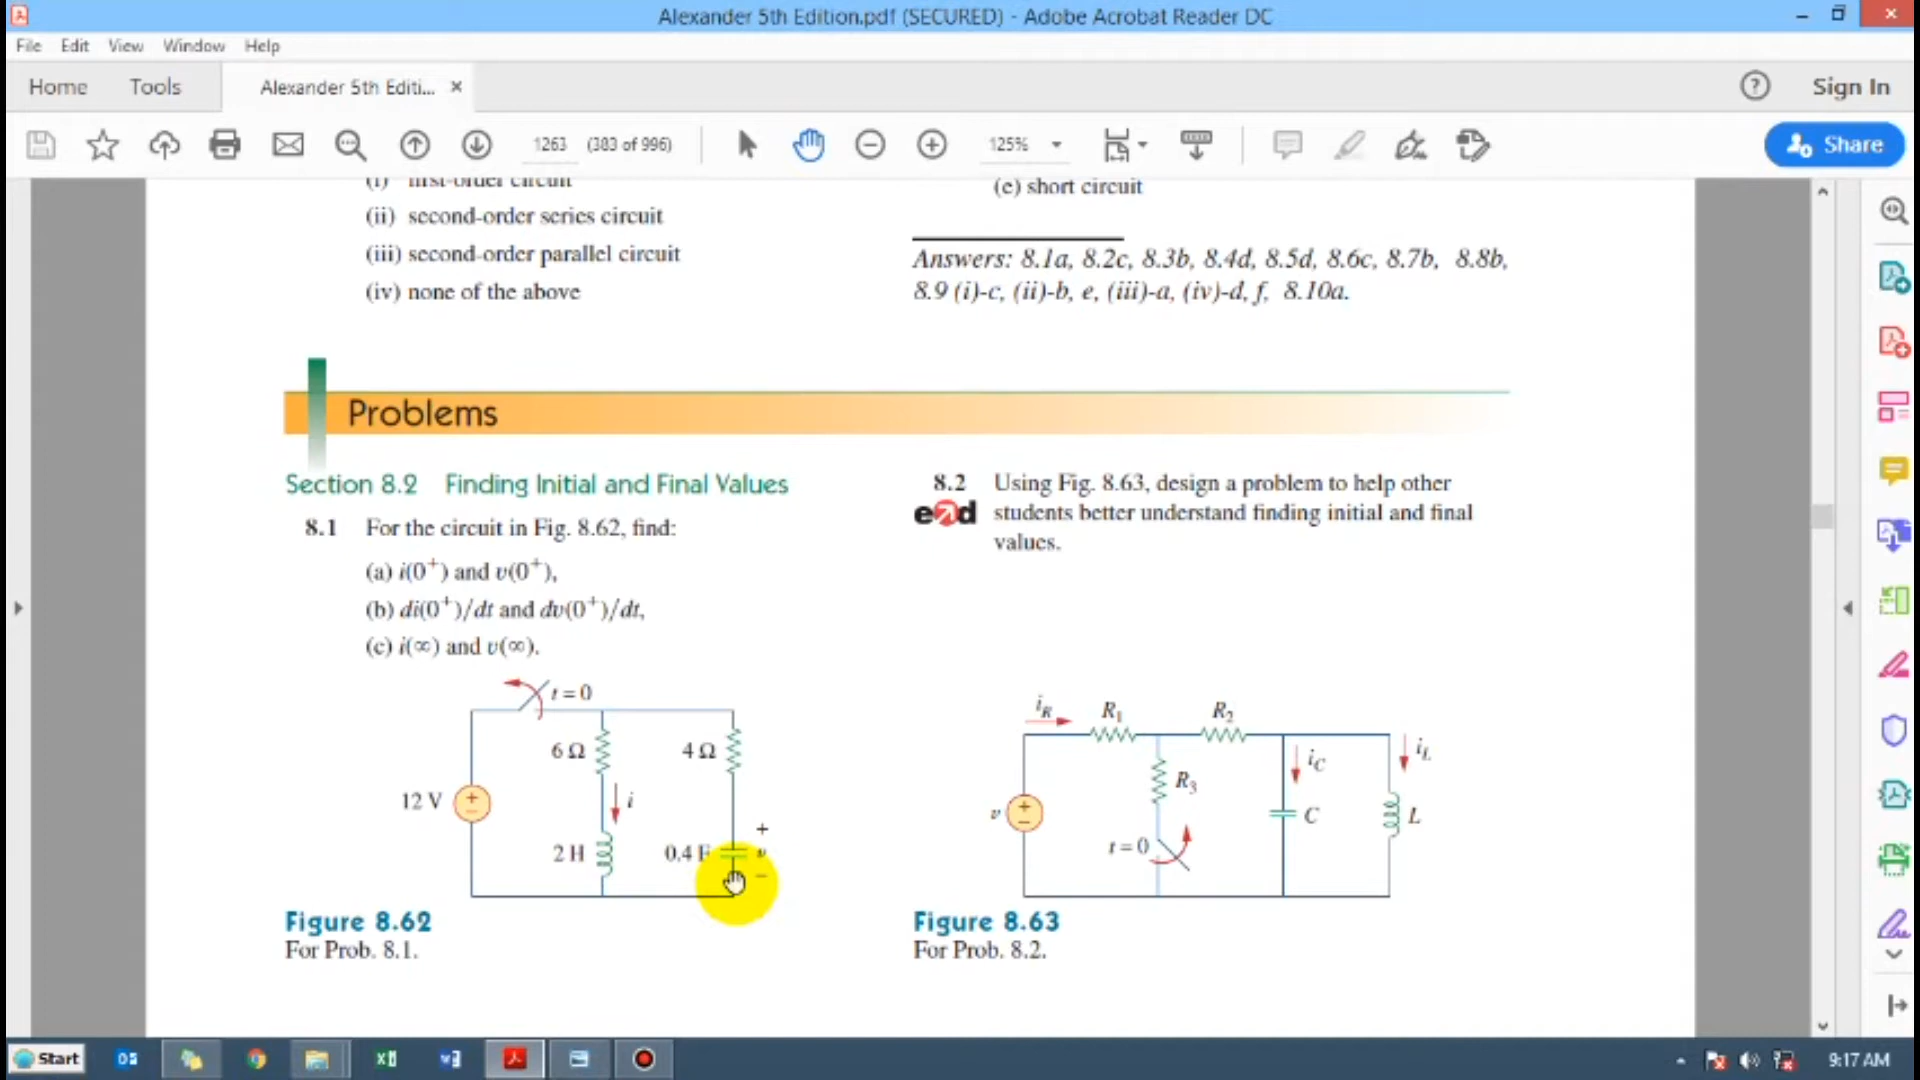 Alexander 5th Edition.pdf (SECURED) - Adobe Acrobat Reader DC
File Edit View Window Help
Home Tools Alexander 5th Editi... × Sign In
1263 (383 of 996) 125% Share
(i) first-order circuit
(ii) second-order series circuit
(iii) second-order parallel circuit
(iv) none of the above
(e) short circuit
Answers: 8.1a, 8.2c, 8.3b, 8.4d, 8.5d, 8.6c, 8.7b, 8.8b,
8.9 (i)-c, (ii)-b, e, (iii)-a, (iv)-d, f, 8.10a.
Problems
Section 8.2 Finding Initial and Final Values
8.1 For the circuit in Fig. 8.62, find:
(a) i(0⁺) and v(0⁺),
(b) di(0⁺)/dt and dv(0⁺)/dt,
(c) i(∞) and v(∞).
t = 0
6 Ω 4 Ω
12 V + − i
2 H 0.4 F + v −
Figure 8.62
For Prob. 8.1.
8.2 Using Fig. 8.63, design a problem to help other
e2d students better understand finding initial and final
values.
i_R R₁ R₂
R₃ i_C i_L
v + − C L
t = 0
Figure 8.63
For Prob. 8.2.
Start 9:17 AM